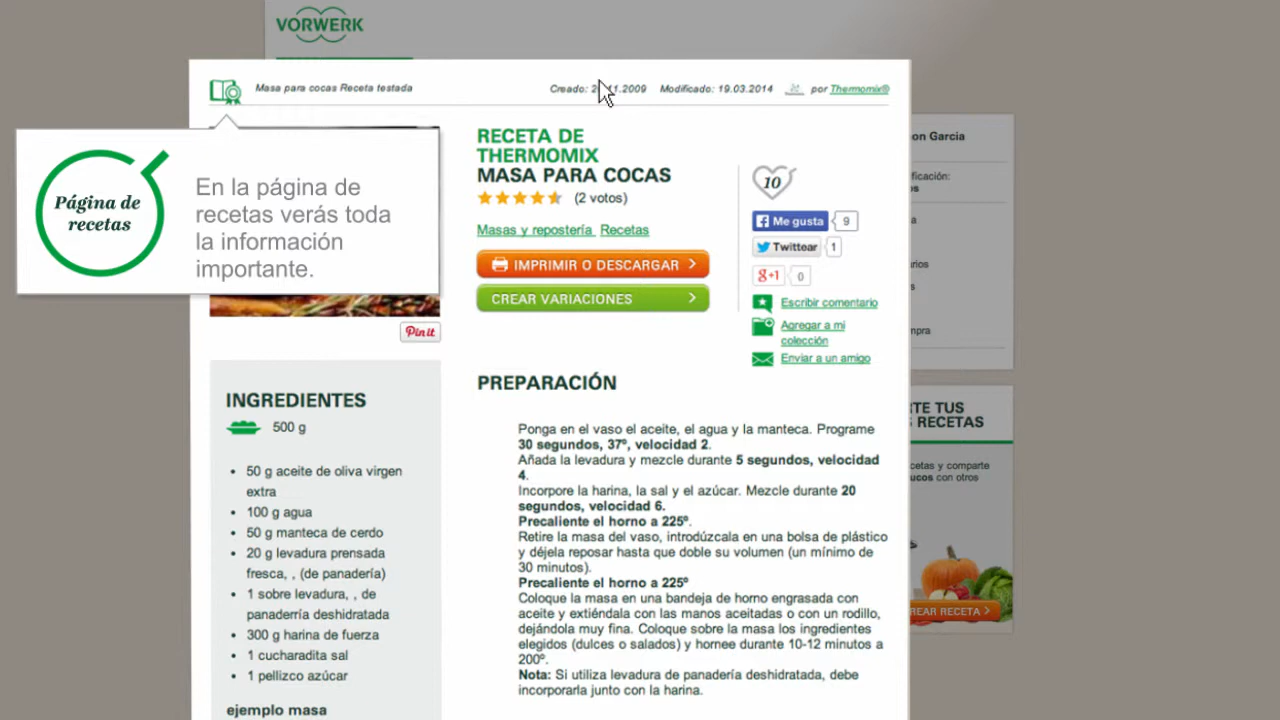 VORWERK
Masa para cocas Receta testada
Creado: 2 11.2009 Modificado: 19.03.2014 por Thermomix®
Página de
recetas
En la página de
recetas verás toda
la información
importante.
Pinit
INGREDIENTES
500 g
• 50 g aceite de oliva virgen
extra
• 100 g agua
• 50 g manteca de cerdo
• 20 g levadura prensada
fresca, , (de panadería)
• 1 sobre levadura, , de
panaderría deshidratada
• 300 g harina de fuerza
• 1 cucharadita sal
• 1 pellizco azúcar
ejemplo masa
RECETA DE
THERMOMIX
MASA PARA COCAS
(2 votos)
Masas y repostería Recetas
IMPRIMIR O DESCARGAR
CREAR VARIACIONES
10
Me gusta 9
Twittear 1
g+1 0
Escribir comentario
Agregar a mi
colección
Enviar a un amigo
PREPARACIÓN
Ponga en el vaso el aceite, el agua y la manteca. Programe
30 segundos, 37º, velocidad 2.
Añada la levadura y mezcle durante 5 segundos, velocidad
4.
Incorpore la harina, la sal y el azúcar. Mezcle durante 20
segundos, velocidad 6.
Precaliente el horno a 225º.
Retire la masa del vaso, introdúzcala en una bolsa de plástico
y déjela reposar hasta que doble su volumen (un mínimo de
30 minutos).
Precaliente el horno a 225º
Coloque la masa en una bandeja de horno engrasada con
aceite y extiéndala con las manos aceitadas o con un rodillo,
dejándola muy fina. Coloque sobre la masa los ingredientes
elegidos (dulces o salados) y hornee durante 10-12 minutos a
200º.
Nota: Si utiliza levadura de panadería deshidratada, debe
incorporarla junto con la harina.
on Garcia
ificación:
os
a
arios
s
mpra
TE TUS
S RECETAS
cetas y comparte
ucos con otros
REAR RECETA